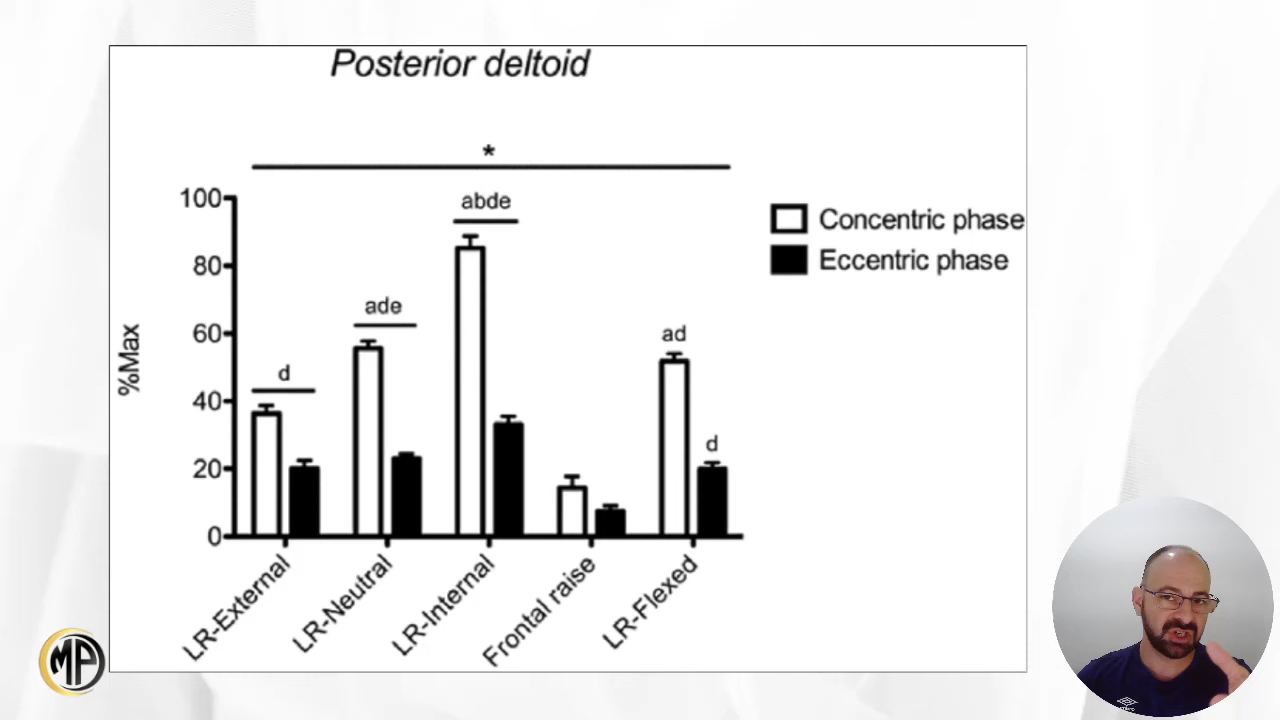 Posterior deltoid
*
abde
ade
d
ad
d
100
80
60
40
20
0
%Max
Concentric phase
Eccentric phase
LR-External
LR-Neutral
LR-Internal
Frontal raise
LR-Flexed
MP